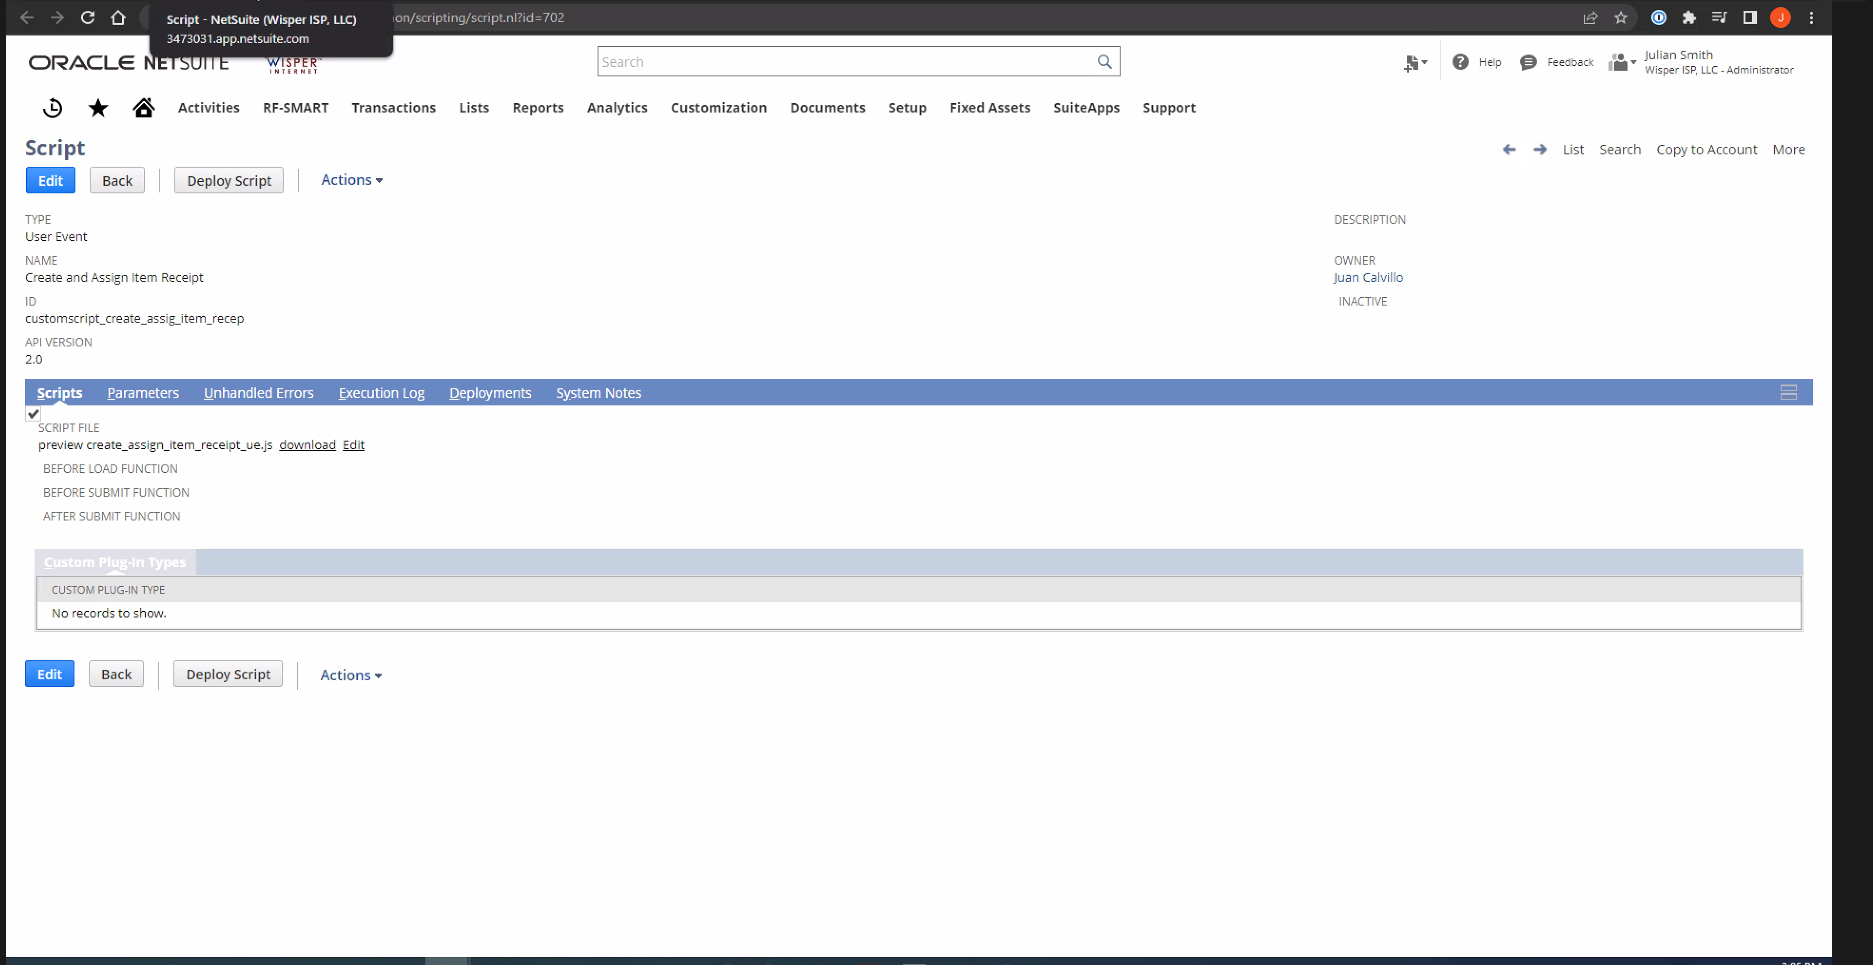 Script - NetSuite (Wisper ISP, LLC)
3473031.app.netsuite.com
on/scripting/script.nl?id=702
J
ORACLE NETSUITE
WISPER
INTERNET
Search
Help
Feedback
Julian Smith
Wisper ISP, LLC - Administrator
Activities
RF-SMART
Transactions
Lists
Reports
Analytics
Customization
Documents
Setup
Fixed Assets
SuiteApps
Support
Script
List
Search
Copy to Account
More
Edit
Back
Deploy Script
Actions
TYPE
User Event
NAME
Create and Assign Item Receipt
ID
customscript_create_assig_item_recep
API VERSION
2.0
DESCRIPTION
OWNER
Juan Calvillo
INACTIVE
Scripts
Parameters
Unhandled Errors
Execution Log
Deployments
System Notes
SCRIPT FILE
preview create_assign_item_receipt_ue.js download Edit
BEFORE LOAD FUNCTION
BEFORE SUBMIT FUNCTION
AFTER SUBMIT FUNCTION
Custom Plug-In Types
CUSTOM PLUG-IN TYPE
No records to show.
Edit
Back
Deploy Script
Actions